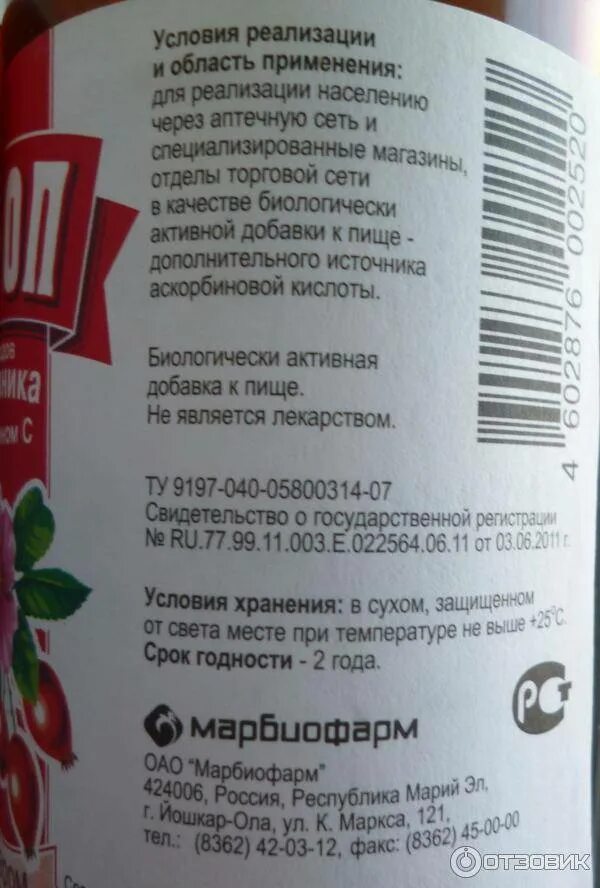 Условия реализации
и область применения:
для реализации населению
через аптечную сеть и
специализированные магазины,
отделы торговой сети
в качестве биологически
активной добавки к пище -
дополнительного источника
аскорбиновой кислоты.
Биологически активная
добавка к пище.
Не является лекарством.
ТУ 9197-040-05800314-07
Свидетельство о государственной регистрации
№ RU.77.99.11.003.E.022564.06.11 от 03.06.2011 г.
Условия хранения: в сухом, защищенном
от света месте при температуре не выше +25°С.
Срок годности - 2 года.
РСТ
марбиофарм
ОАО "Марбиофарм"
424006, Россия, Республика Марий Эл,
г. Йошкар-Ола, ул. К. Маркса, 121,
тел.: (8362) 42-03-12, факс: (8362) 45-00-00
4 602876 002520
ОП
ном С
ОТЗОВИК